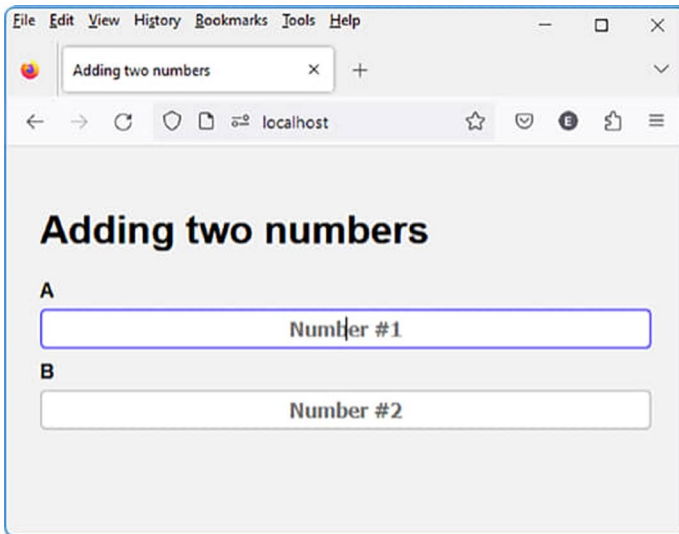 File Edit View History Bookmarks Tools Help
Adding two numbers
localhost
E
Adding two numbers
A
Number #1
B
Number #2